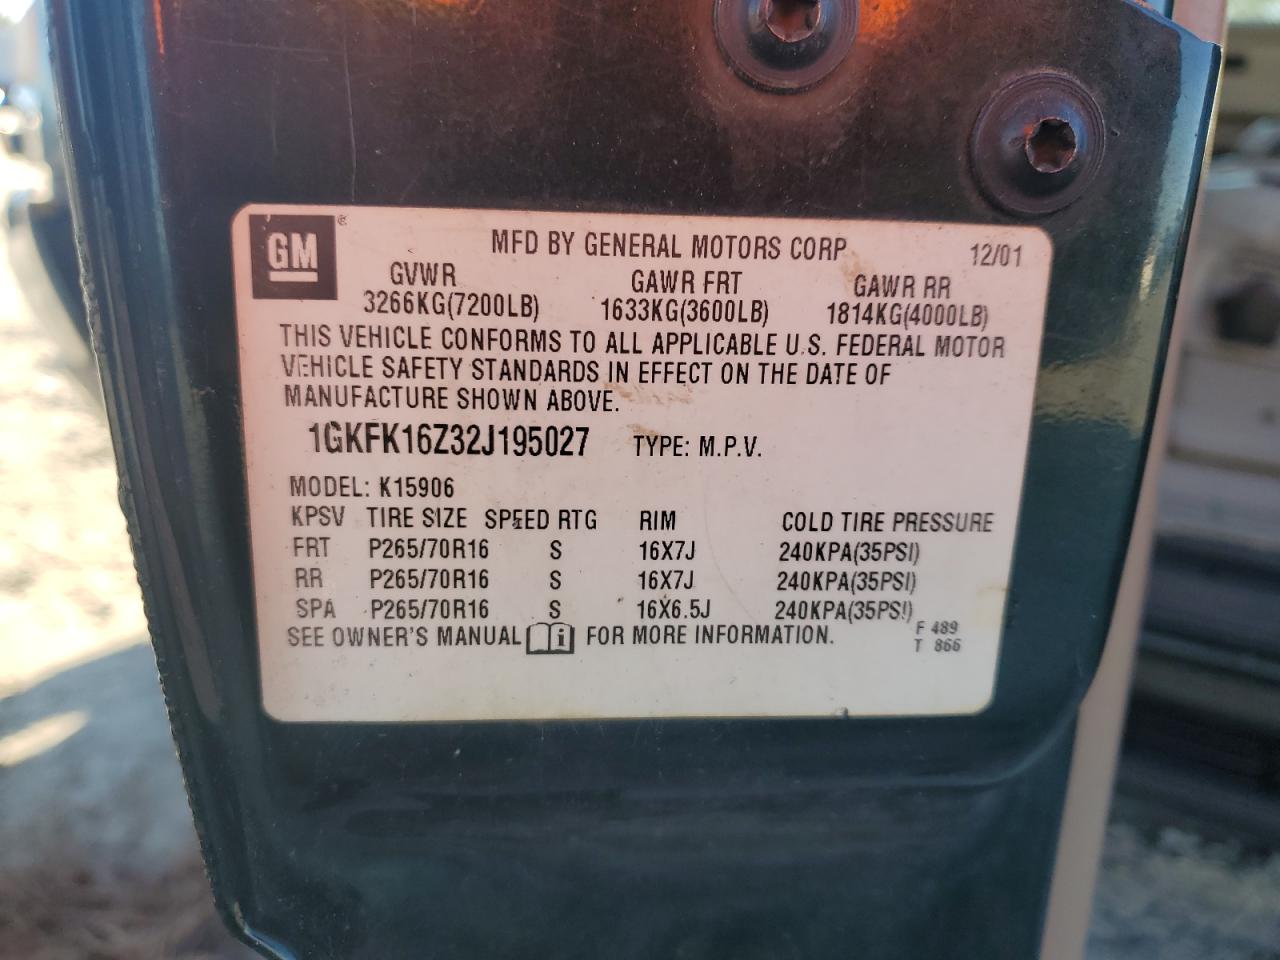 GM ®
MFD BY GENERAL MOTORS CORP 12/01
GVWR GAWR FRT GAWR RR
3266KG(7200LB) 1633KG(3600LB) 1814KG(4000LB)
THIS VEHICLE CONFORMS TO ALL APPLICABLE U.S. FEDERAL MOTOR
VEHICLE SAFETY STANDARDS IN EFFECT ON THE DATE OF
MANUFACTURE SHOWN ABOVE.
1GKFK16Z32J195027 TYPE: M.P.V.
MODEL: K15906
KPSV TIRE SIZE SPEED RTG RIM COLD TIRE PRESSURE
FRT P265/70R16 S 16X7J 240KPA(35PSI)
RR P265/70R16 S 16X7J 240KPA(35PSI)
SPA P265/70R16 S 16X6.5J 240KPA(35PSI)
SEE OWNER'S MANUAL i FOR MORE INFORMATION.
F 489
T 866